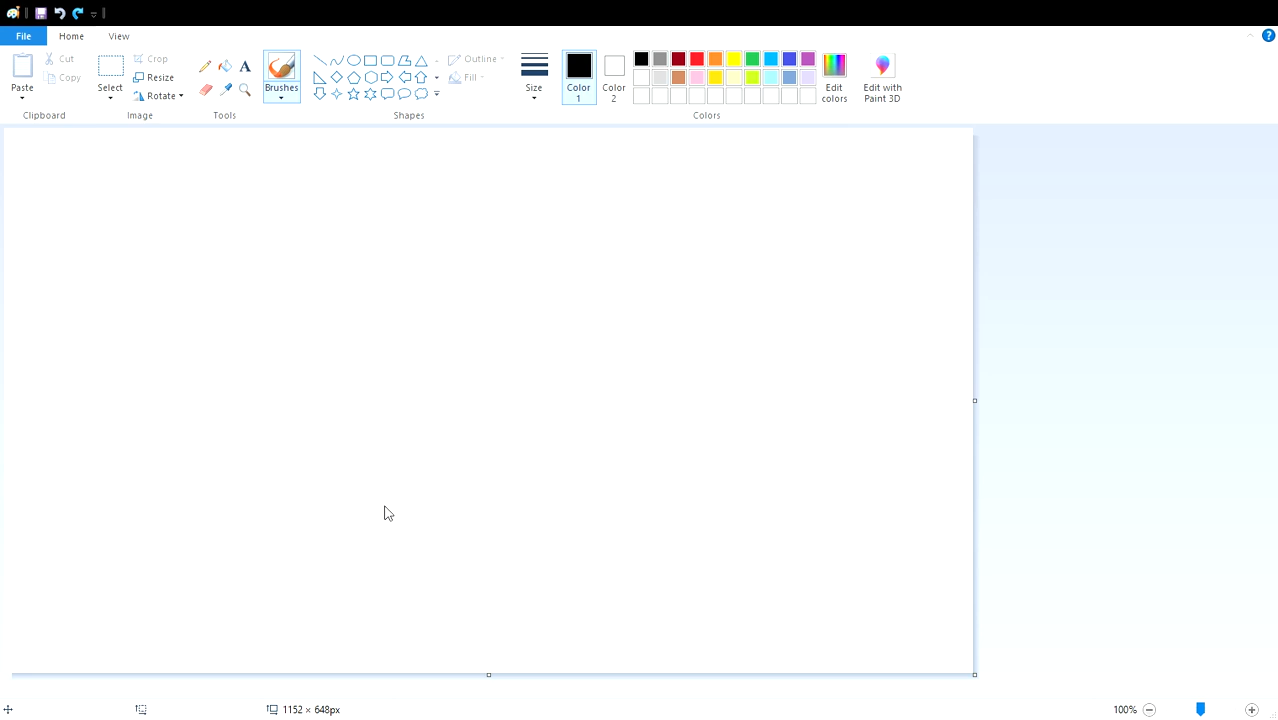 File Home View
Paste
Cut
Copy
Clipboard
Select
Crop
Resize
Rotate
Image
A
Tools
Brushes
Shapes
Outline
Fill
Size
Color 1
Color 2
Edit colors
Edit with Paint 3D
Colors
1152 × 648px
100%